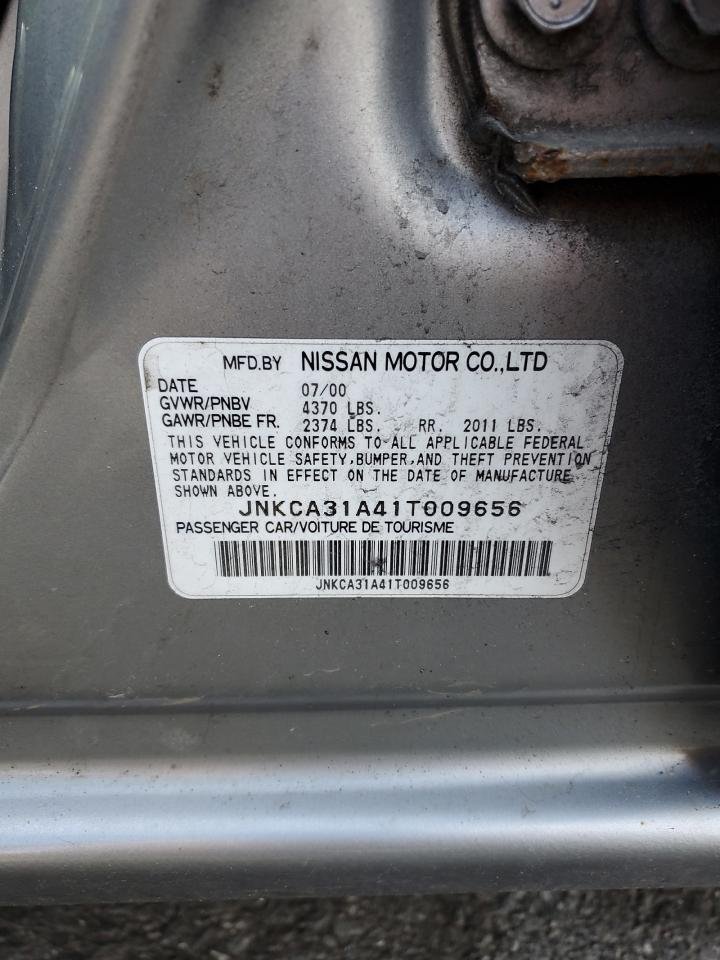 MFD.BY NISSAN MOTOR CO.,LTD
DATE 07/00
GVWR/PNBV 4370 LBS.
GAWR/PNBE FR. 2374 LBS. RR. 2011 LBS.
THIS VEHICLE CONFORMS TO ALL APPLICABLE FEDERAL
MOTOR VEHICLE SAFETY,BUMPER,AND THEFT PREVENTION
STANDARDS IN EFFECT ON THE DATE OF MANUFACTURE
SHOWN ABOVE.
JNKCA31A41T009656
PASSENGER CAR/VOITURE DE TOURISME
JNKCA31A41T009656